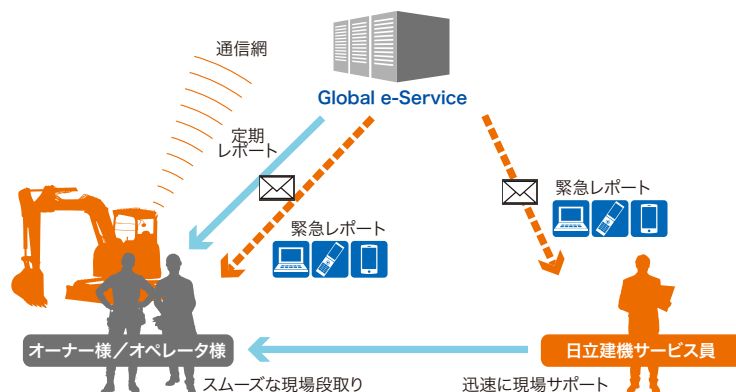 通信網
Global e-Service
定期
レポート
緊急レポート
緊急レポート
オーナー様／オペレータ様
日立建機サービス員
スムーズな現場段取り
迅速に現場サポート